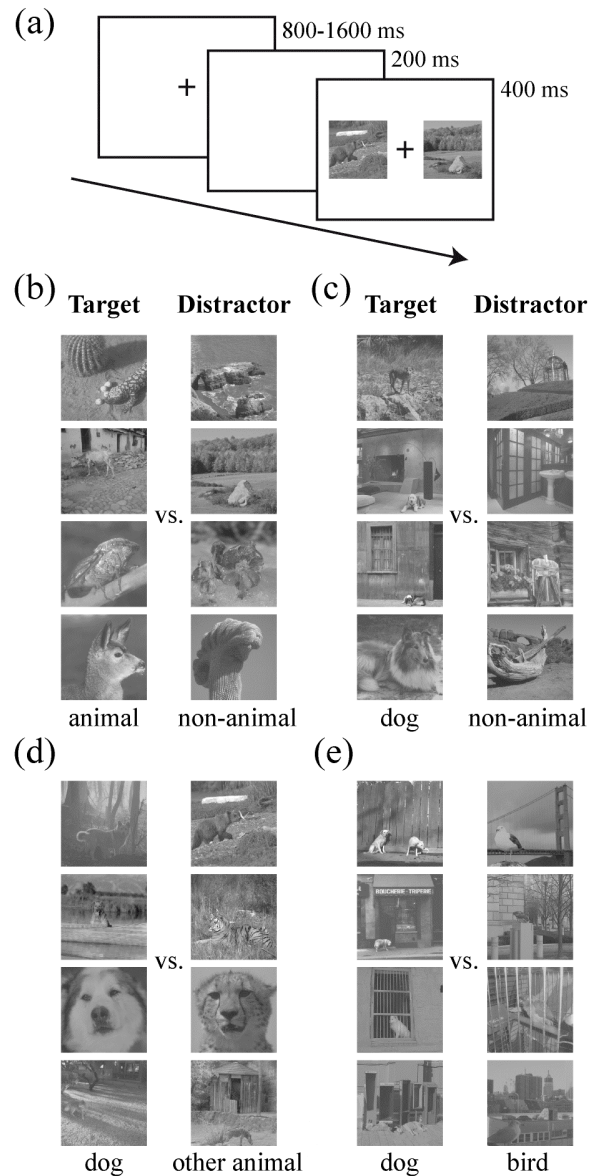 (a)
800-1600 ms
200 ms
400 ms
+
+
(b)
Target
Distractor
vs.
animal
non-animal
(c)
Target
Distractor
vs.
dog
non-animal
(d)
vs.
dog
other animal
(e)
BOUCHERIE - TRIPERIE
vs.
dog
bird